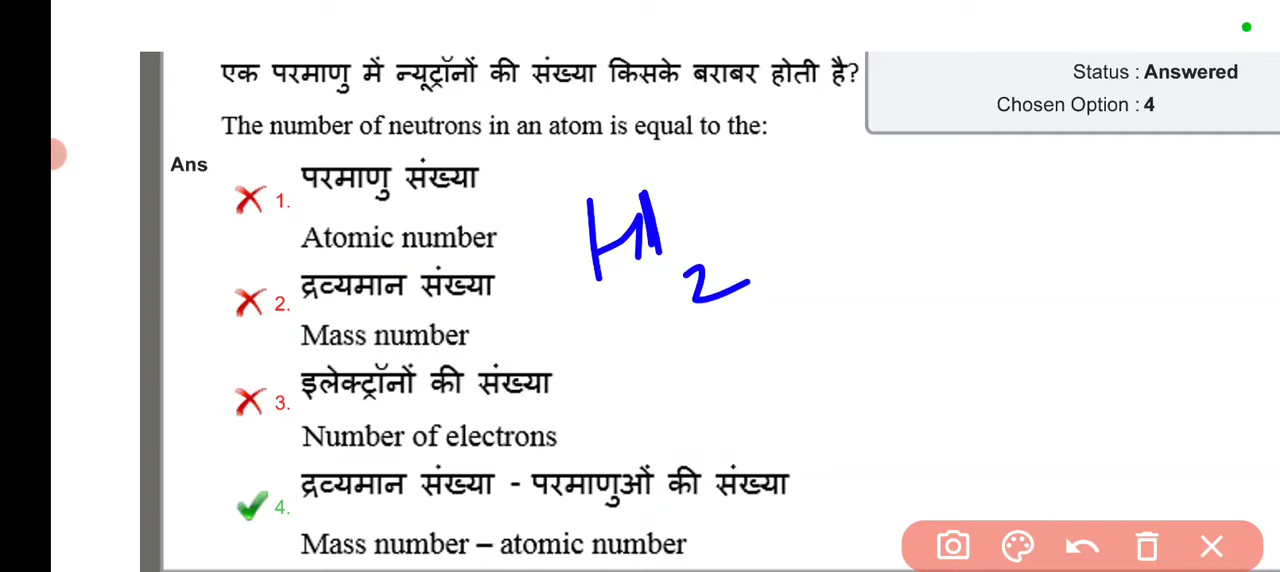 एक परमाणु में न्यूट्रॉनों की संख्या किसके बराबर होती है?
Status : Answered
Chosen Option : 4
The number of neutrons in an atom is equal to the:
Ans
1. परमाणु संख्या
Atomic number
2. द्रव्यमान संख्या
Mass number
3. इलेक्ट्रॉनों की संख्या
Number of electrons
4. द्रव्यमान संख्या - परमाणुओं की संख्या
Mass number – atomic number
2